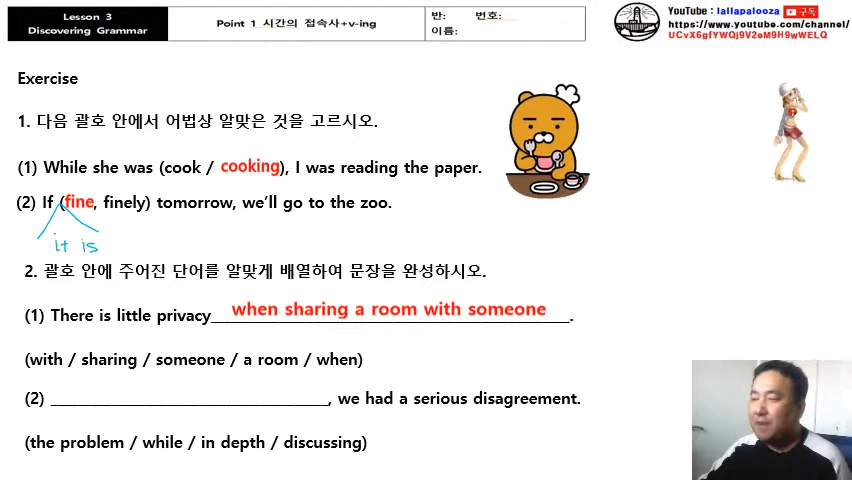 Lesson 3
Discovering Grammar
Point 1 시간의 접속사+v-ing
반: 번호:
이름:
YouTube : lallapalooza 구독
https://www.youtube.com/channel/
UCvX6gfYWQj9V2eM9H9wWELQ
Exercise
1. 다음 괄호 안에서 어법상 알맞은 것을 고르시오.
(1) While she was (cook / cooking), I was reading the paper.
(2) If (fine, finely) tomorrow, we’ll go to the zoo.
it is
2. 괄호 안에 주어진 단어를 알맞게 배열하여 문장을 완성하시오.
(1) There is little privacy when sharing a room with someone.
(with / sharing / someone / a room / when)
(2) ______________________________, we had a serious disagreement.
(the problem / while / in depth / discussing)